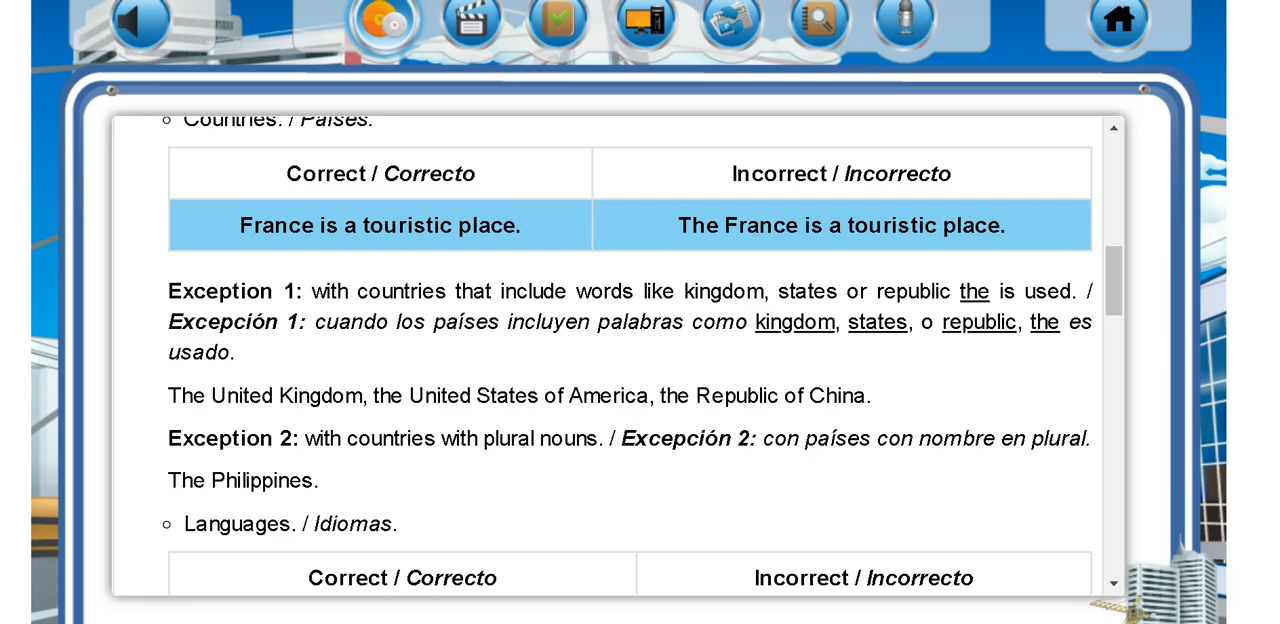 Countries. / Países.
Correct / Correcto
Incorrect / Incorrecto
France is a touristic place.
The France is a touristic place.
Exception 1: with countries that include words like kingdom, states or republic the is used. /
Excepción 1: cuando los países incluyen palabras como kingdom, states, o republic, the es
usado.
The United Kingdom, the United States of America, the Republic of China.
Exception 2: with countries with plural nouns. / Excepción 2: con países con nombre en plural.
The Philippines.
Languages. / Idiomas.
Correct / Correcto
Incorrect / Incorrecto